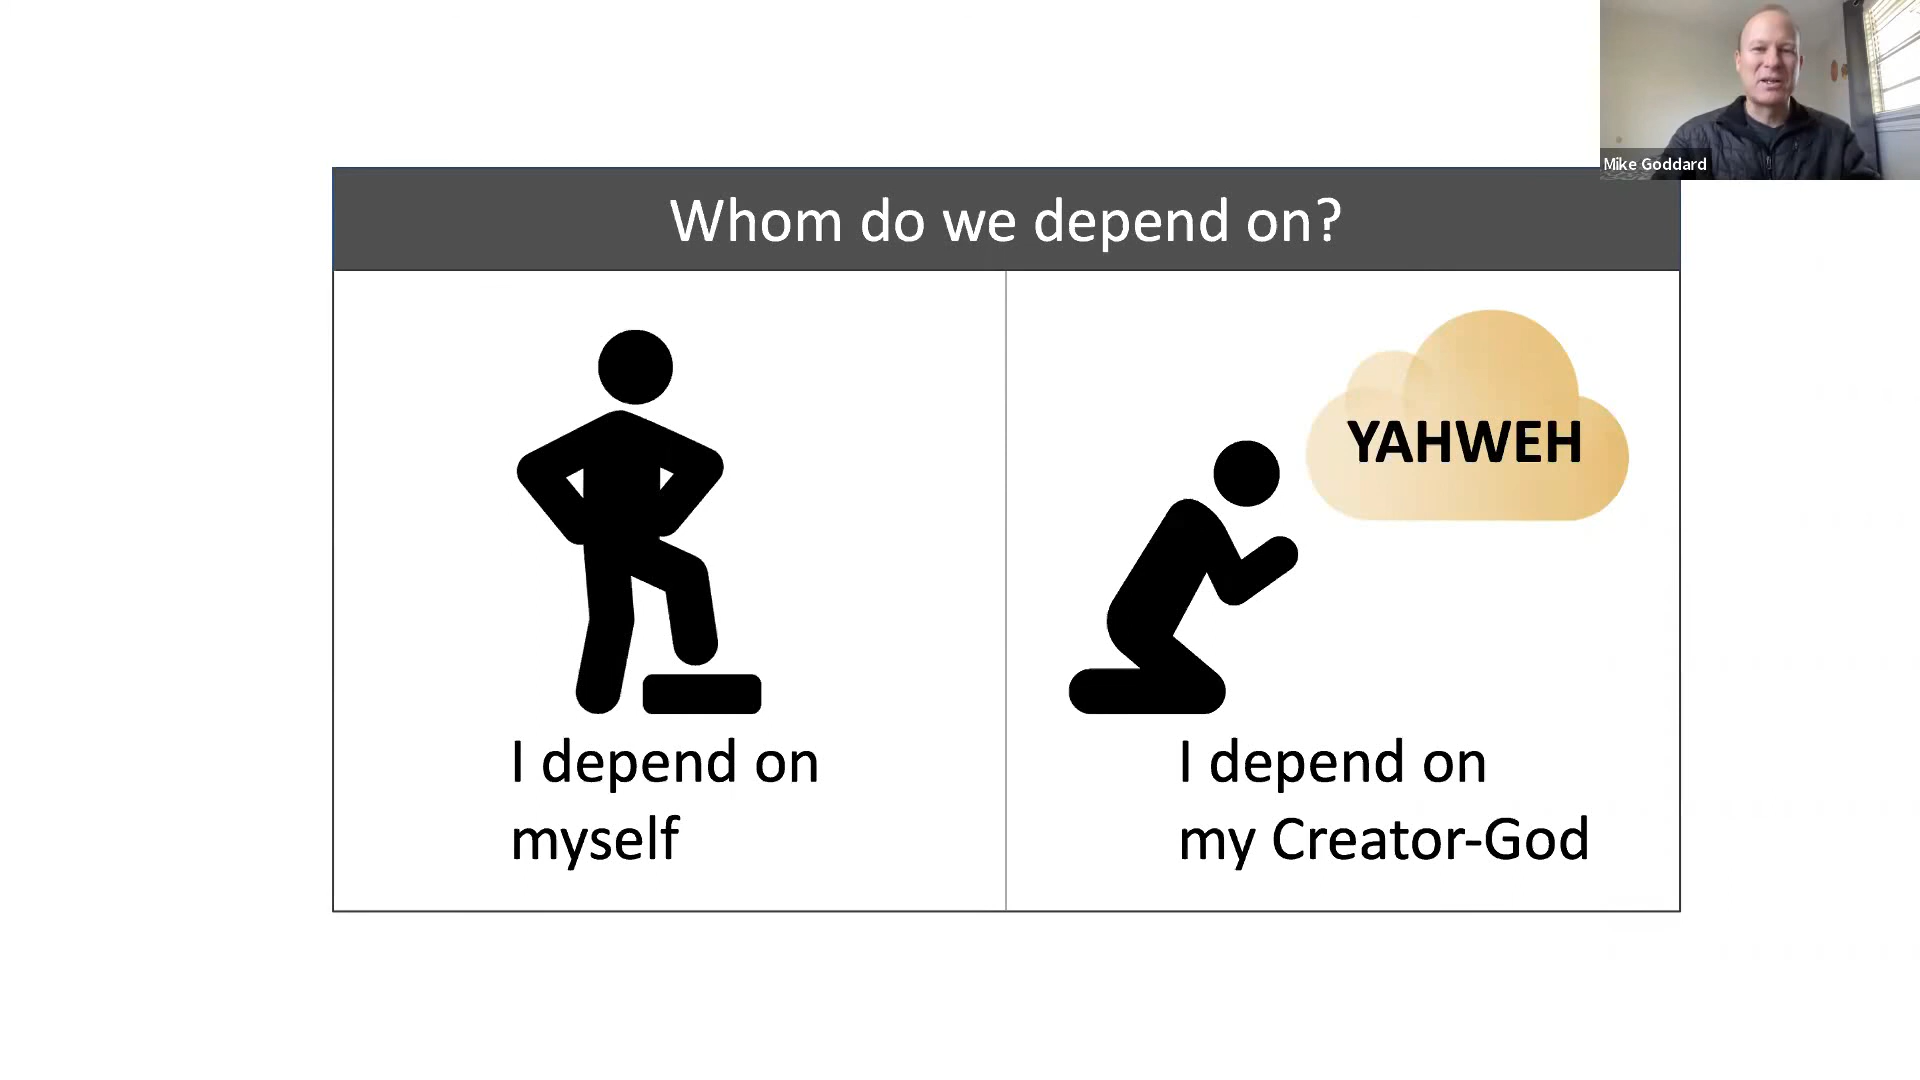 Mike Goddard
Whom do we depend on?
YAHWEH
I depend on
myself
I depend on
my Creator-God